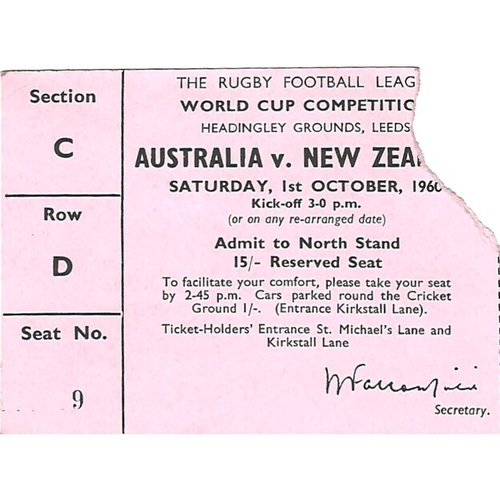 Section
C
Row
D
Seat No.
9
THE RUGBY FOOTBALL LEAG
WORLD CUP COMPETITIC
HEADINGLEY GROUNDS, LEEDS
AUSTRALIA v. NEW ZEA
SATURDAY, 1st OCTOBER, 1960
Kick-off 3-0 p.m.
(or on any re-arranged date)
Admit to North Stand
15/- Reserved Seat
To facilitate your comfort, please take your seat
by 2-45 p.m. Cars parked round the Cricket
Ground 1/-. (Entrance Kirkstall Lane).
Ticket-Holders' Entrance St. Michael's Lane and
Kirkstall Lane
Secretary.